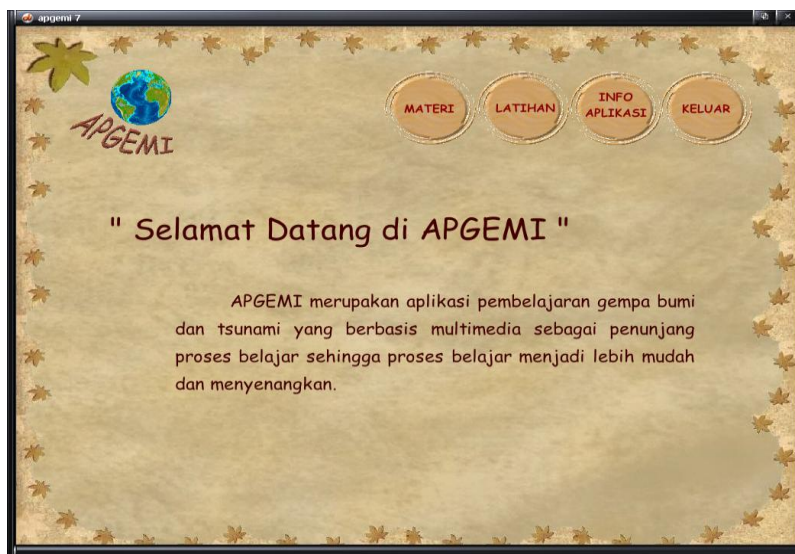 apgemi 7
APGEMI
MATERI
LATIHAN
INFO
APLIKASI
KELUAR
" Selamat Datang di APGEMI "
APGEMI merupakan aplikasi pembelajaran gempa bumi
dan tsunami yang berbasis multimedia sebagai penunjang
proses belajar sehingga proses belajar menjadi lebih mudah
dan menyenangkan.